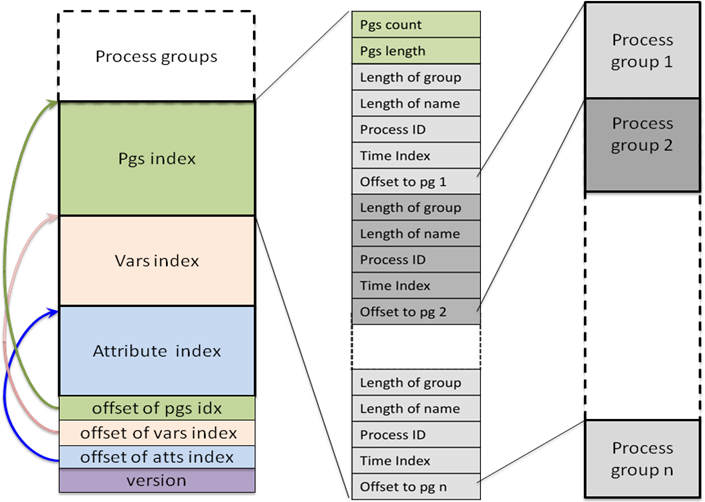 Process groups
Pgs index
Vars index
Attribute index
offset of pgs idx
offset of vars index
offset of atts index
version
Pgs count
Pgs length
Length of group
Length of name
Process ID
Time Index
Offset to pg 1
Length of group
Length of name
Process ID
Time Index
Offset to pg 2
Length of group
Length of name
Process ID
Time Index
Offset to pg n
Process
group 1
Process
group 2
Process
group n